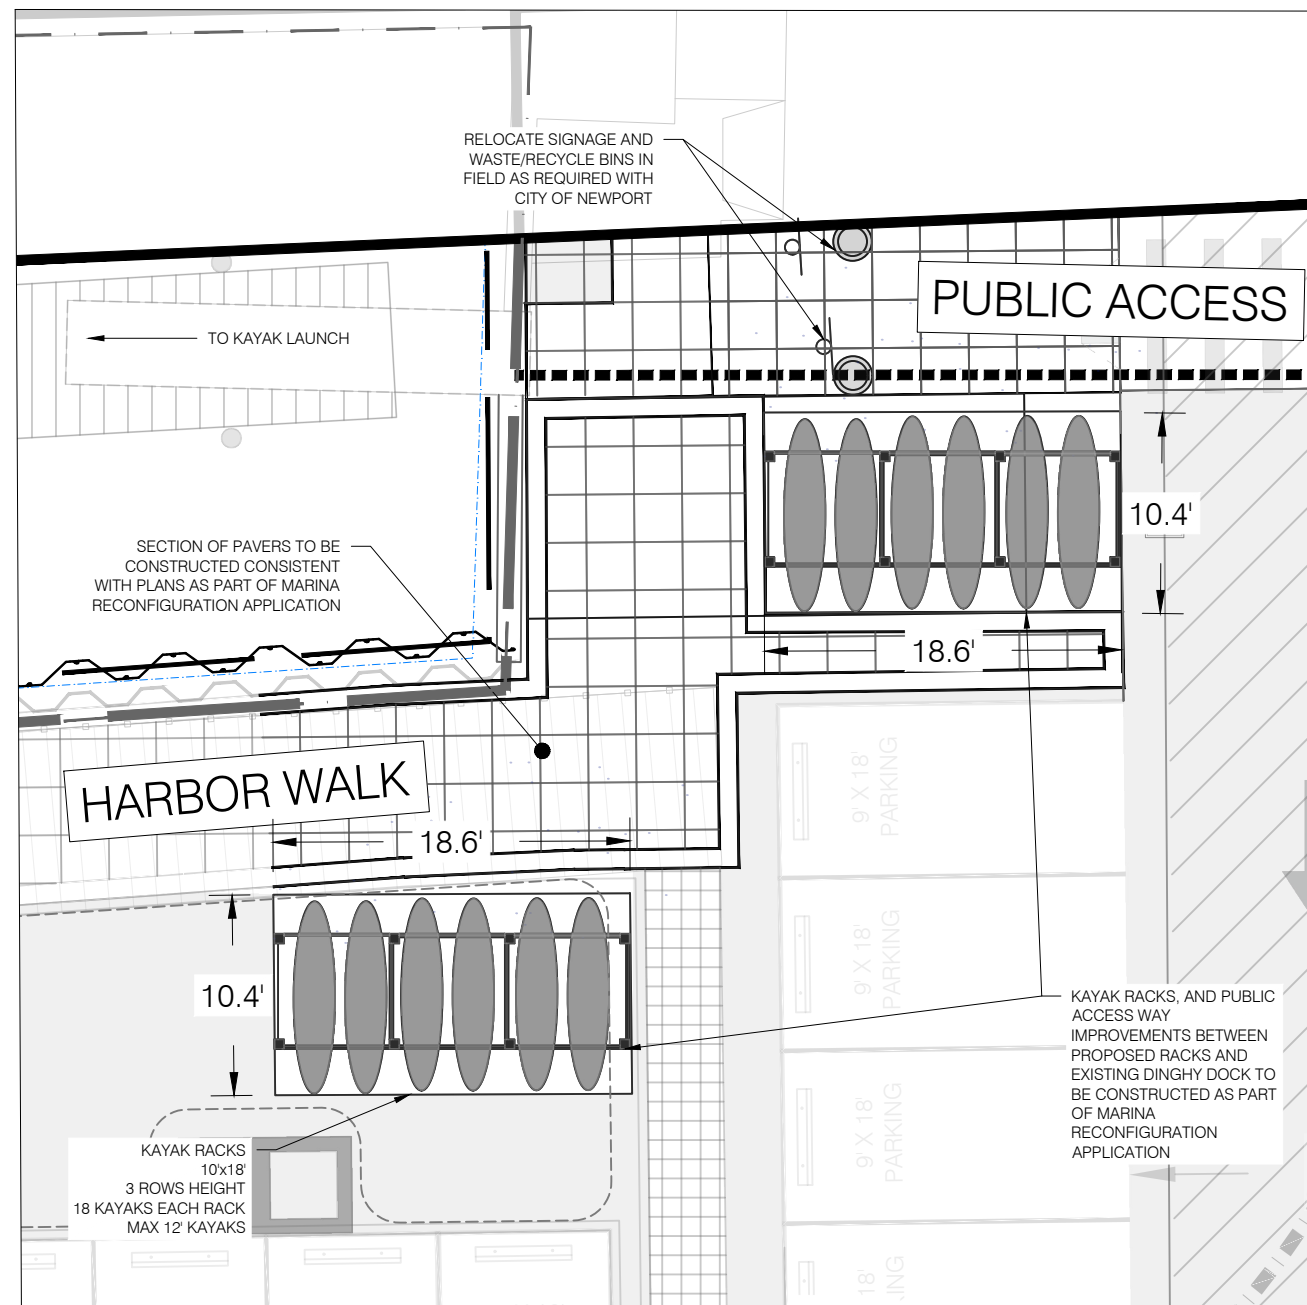 RELOCATE SIGNAGE AND
WASTE/RECYCLE BINS IN
FIELD AS REQUIRED WITH
CITY OF NEWPORT
PUBLIC ACCESS
TO KAYAK LAUNCH
10.4'
SECTION OF PAVERS TO BE
CONSTRUCTED CONSISTENT
WITH PLANS AS PART OF MARINA
RECONFIGURATION APPLICATION
18.6'
HARBOR WALK
18.6'
9' X 18'
PARKING
9' X 18'
PARKING
10.4'
KAYAK RACKS, AND PUBLIC
ACCESS WAY
IMPROVEMENTS BETWEEN
PROPOSED RACKS AND
EXISTING DINGHY DOCK TO
BE CONSTRUCTED AS PART
OF MARINA
RECONFIGURATION
APPLICATION
9' X 18'
PARKING
KAYAK RACKS
10'x18'
3 ROWS HEIGHT
18 KAYAKS EACH RACK
MAX 12' KAYAKS
18'